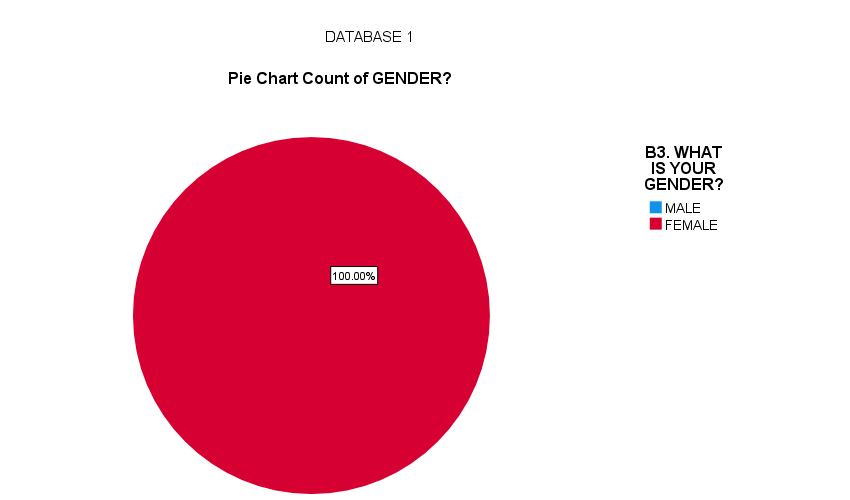 DATABASE 1
Pie Chart Count of GENDER?
B3. WHAT
IS YOUR
GENDER?
MALE
FEMALE
100.00%